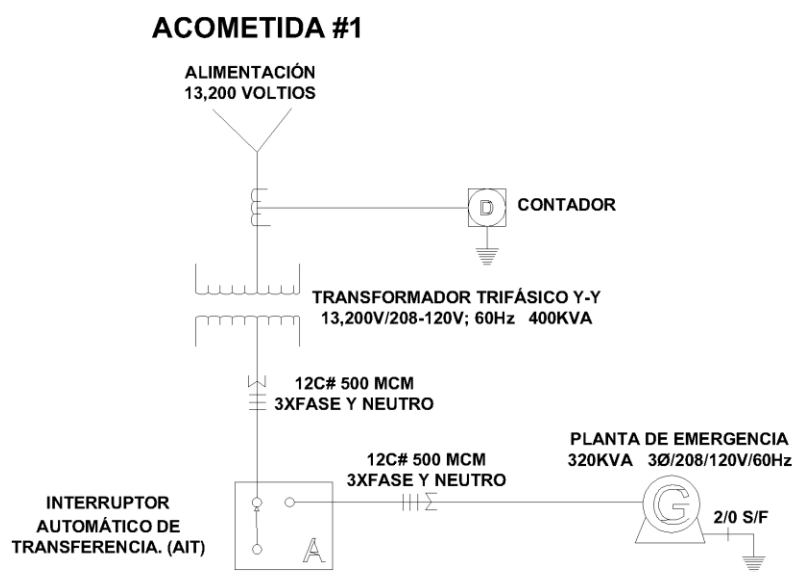 ACOMETIDA #1
ALIMENTACIÓN
13,200 VOLTIOS
D
CONTADOR
TRANSFORMADOR TRIFÁSICO Y-Y
13,200V/208-120V; 60Hz 400KVA
12C# 500 MCM
3XFASE Y NEUTRO
PLANTA DE EMERGENCIA
320KVA 3Ø/208/120V/60Hz
12C# 500 MCM
3XFASE Y NEUTRO
INTERRUPTOR
AUTOMÁTICO DE
TRANSFERENCIA. (AIT)
A
G
2/0 S/F